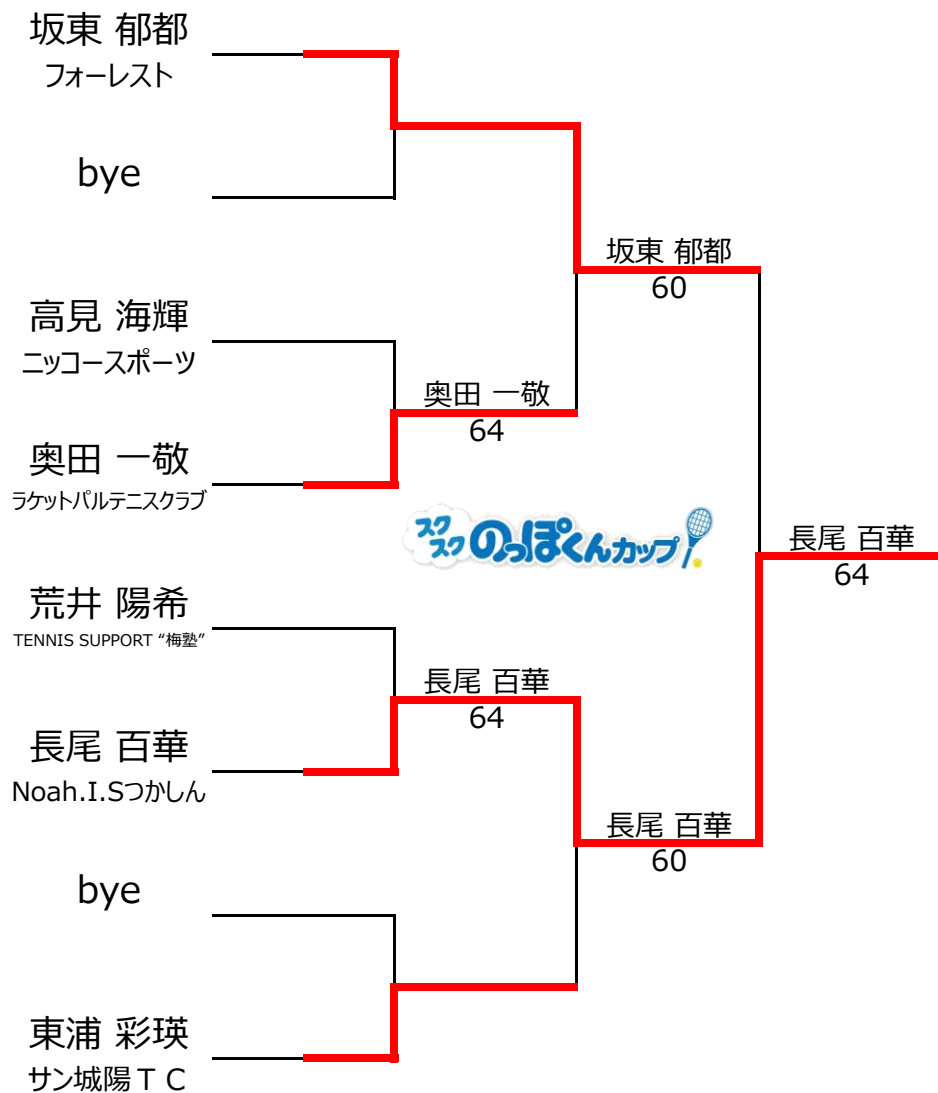 坂東 郁都
フォーレスト
bye
坂東 郁都
60
高見 海輝
ニッコースポーツ
奥田 一敬
64
奥田 一敬
ラケットパルテニスクラブ
スクスクのっぽくんカップ
長尾 百華
64
荒井 陽希
TENNIS SUPPORT “梅塾”
長尾 百華
64
長尾 百華
Noah.I.Sつかしん
長尾 百華
60
bye
東浦 彩瑛
サン城陽ＴＣ